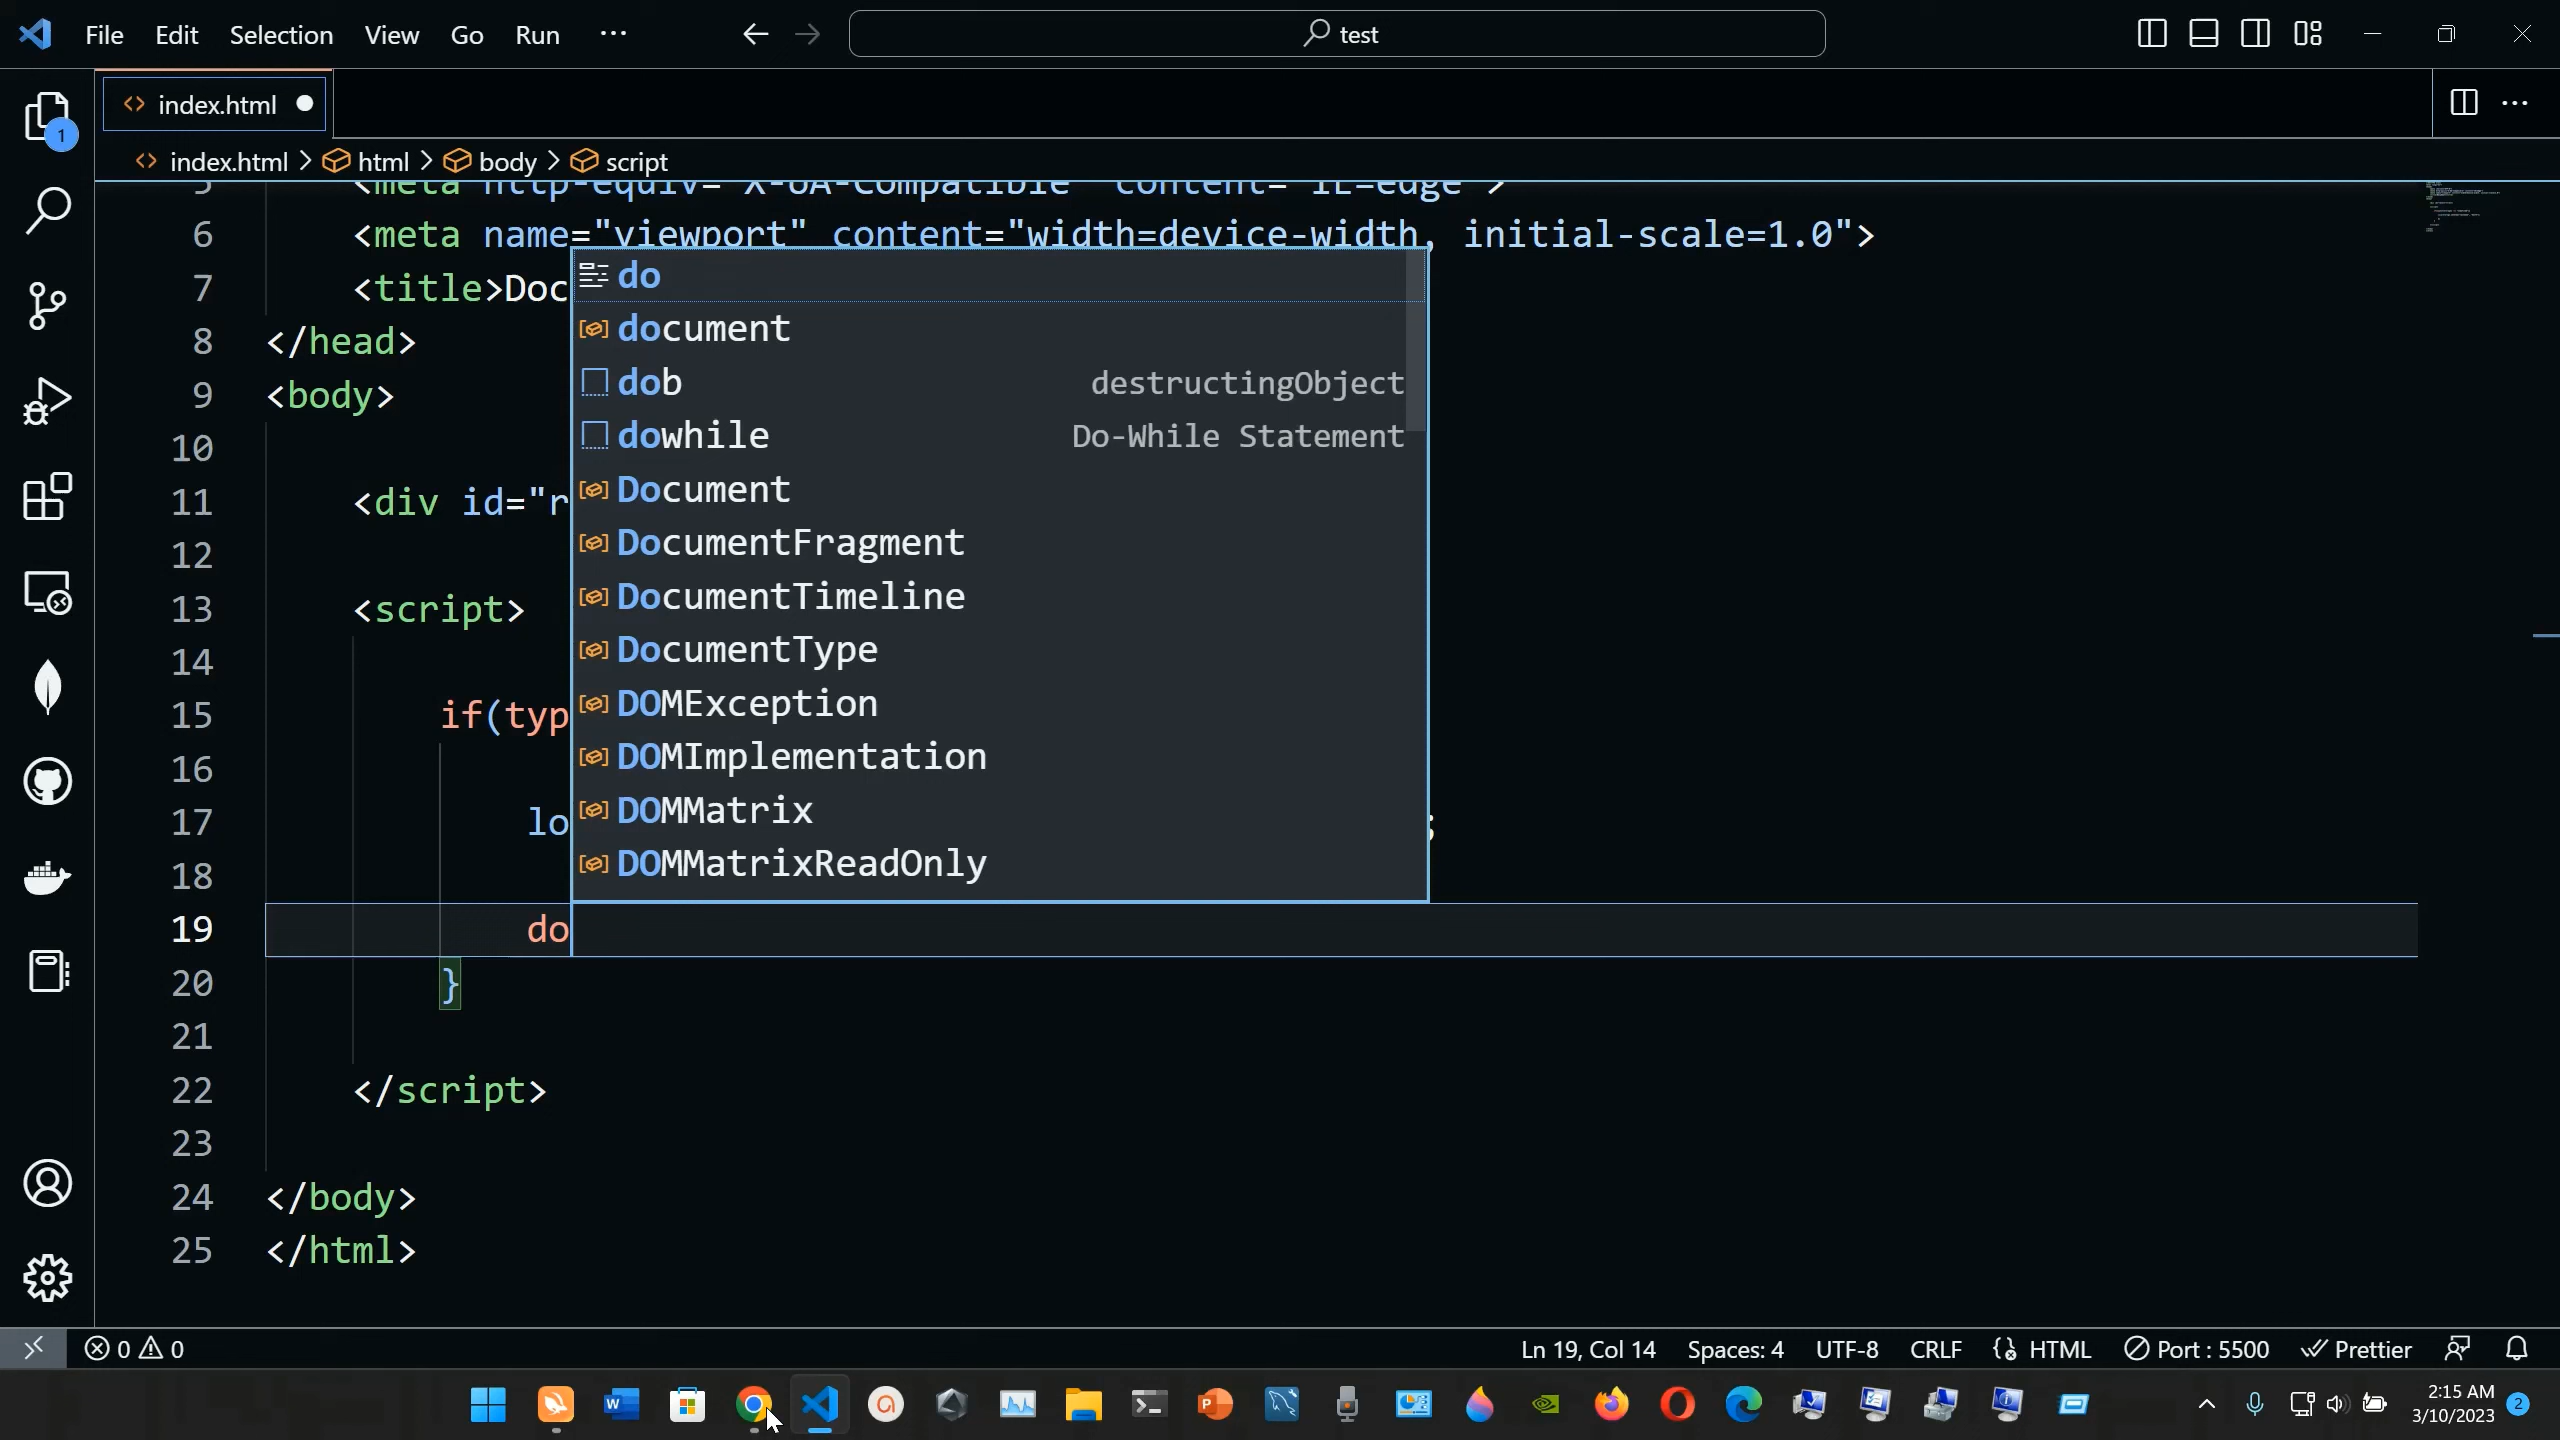 File Edit Selection View Go Run ··· test
index.html
index.html > html > body > script
5 <meta http-equiv="X-UA-Compatible" content="IE=edge">
6 <meta name="viewport" content="width=device-width, initial-scale=1.0">
7 <title>Doc
8 </head>
9 <body>
10
11 <div id="r
12
13 <script>
14
15 if(typ
16
17 lo ;
18
19 do
20 }
21
22 </script>
23
24 </body>
25 </html>
do
document
dob destructingObject
dowhile Do-While Statement
Document
DocumentFragment
DocumentTimeline
DocumentType
DOMException
DOMImplementation
DOMMatrix
DOMMatrixReadOnly
1
0 0 Ln 19, Col 14 Spaces: 4 UTF-8 CRLF HTML Port : 5500 Prettier
2:15 AM
3/10/2023 2